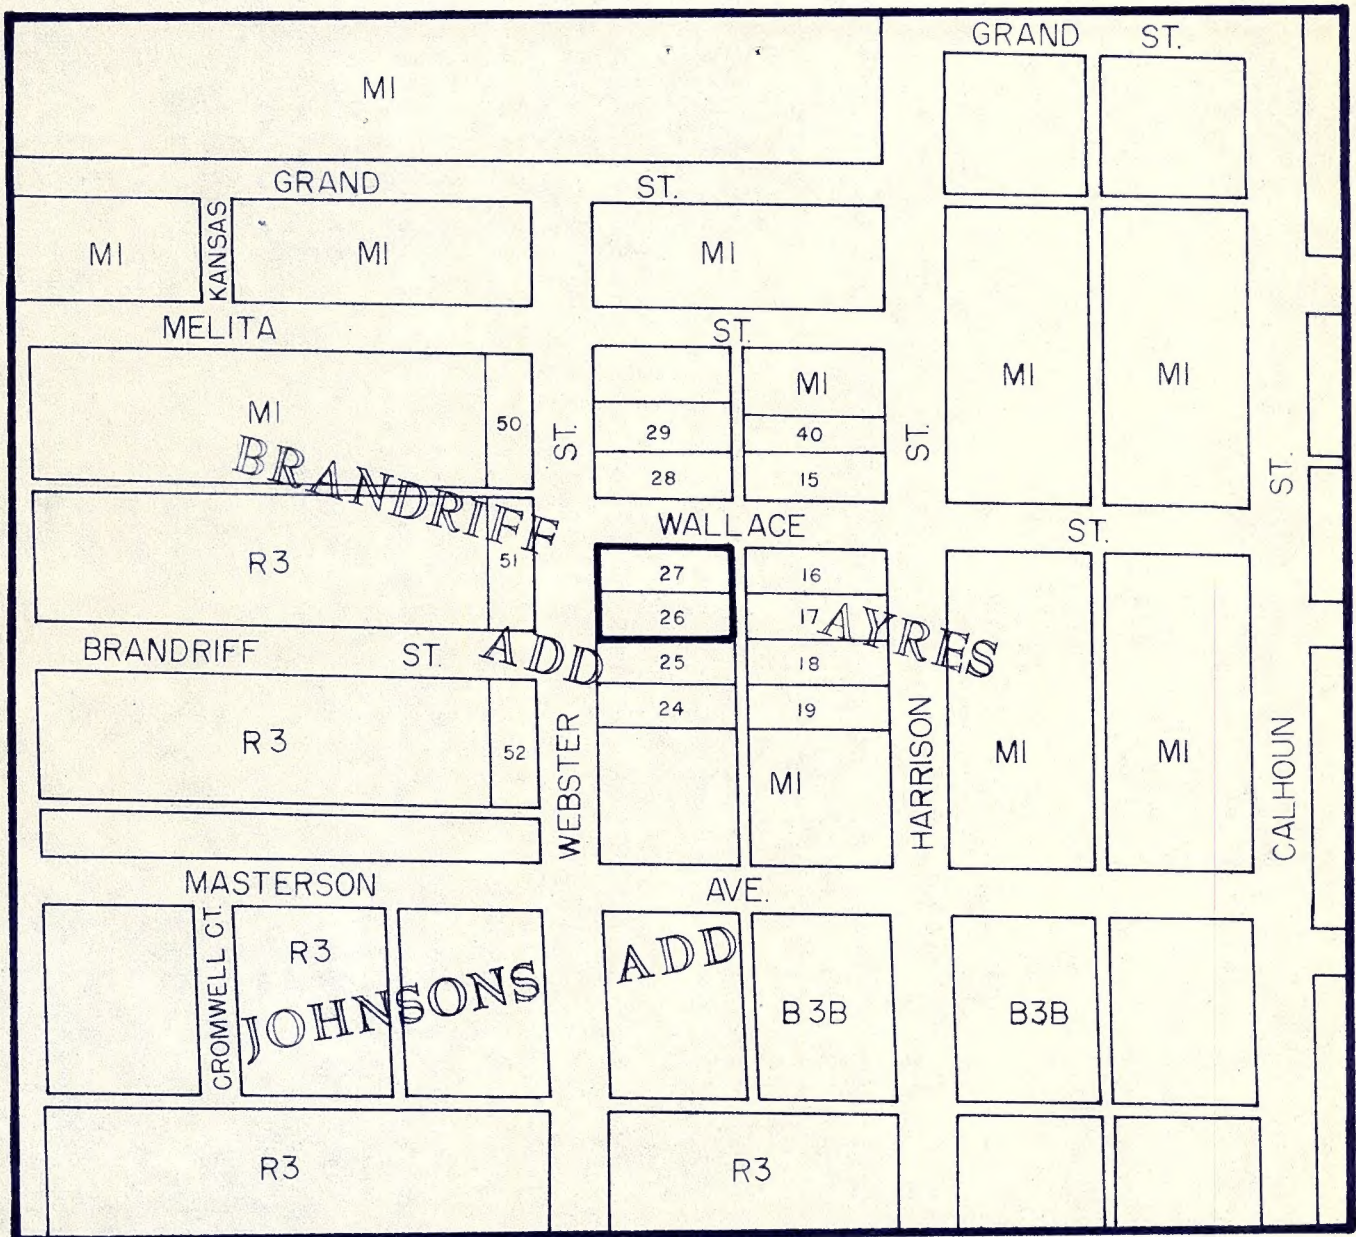 GRAND ST.
MI
GRAND ST.
KANSAS
MI MI MI
MELITA ST.
MI
MI MI
MI 50
ST.
29 40
ST.
28 15
ST.
BRANDRIFF
WALLACE ST.
R3 51
27 16
26 17
AYRES
BRANDRIFF ST.
ADD
25 18
24 19
R3 52
WEBSTER
MI
HARRISON
MI MI
CALHOUN
MASTERSON AVE.
CROMWELL CT.
R3
JOHNSONS ADD
B3B B3B
R3 R3